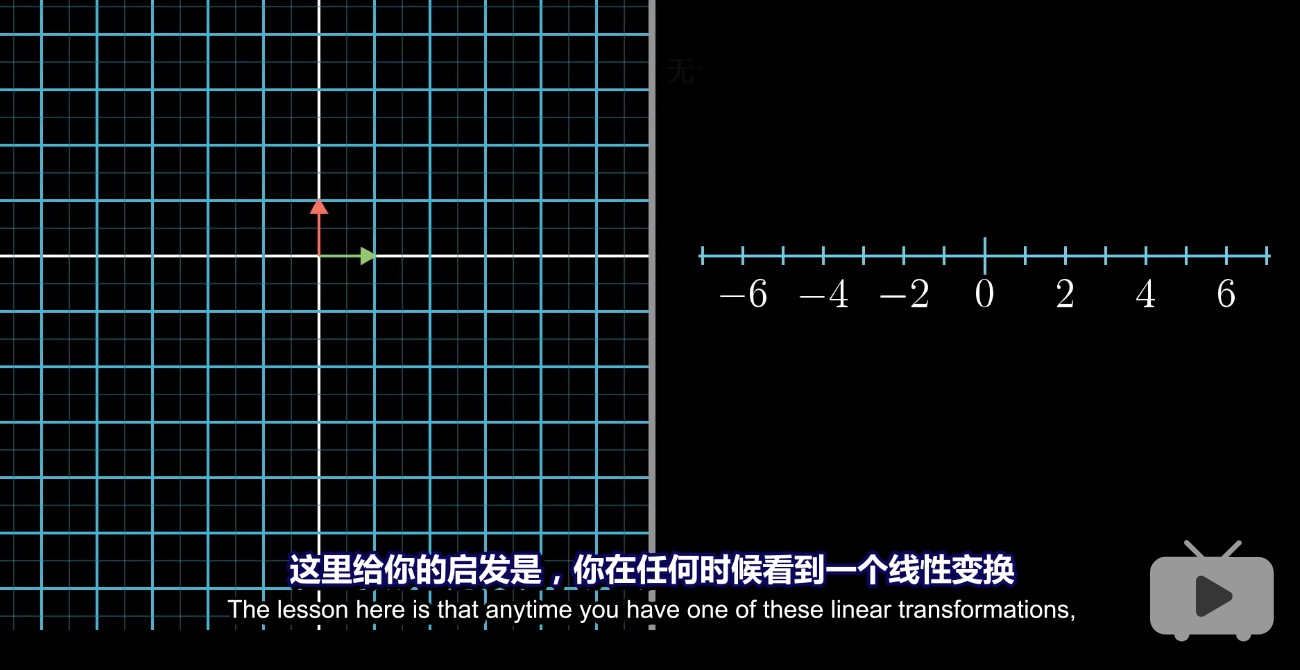 无
−6 −4 −2 0 2 4 6
这里给你的启发是，你在任何时候看到一个线性变换
The lesson here is that anytime you have one of these linear transformations,